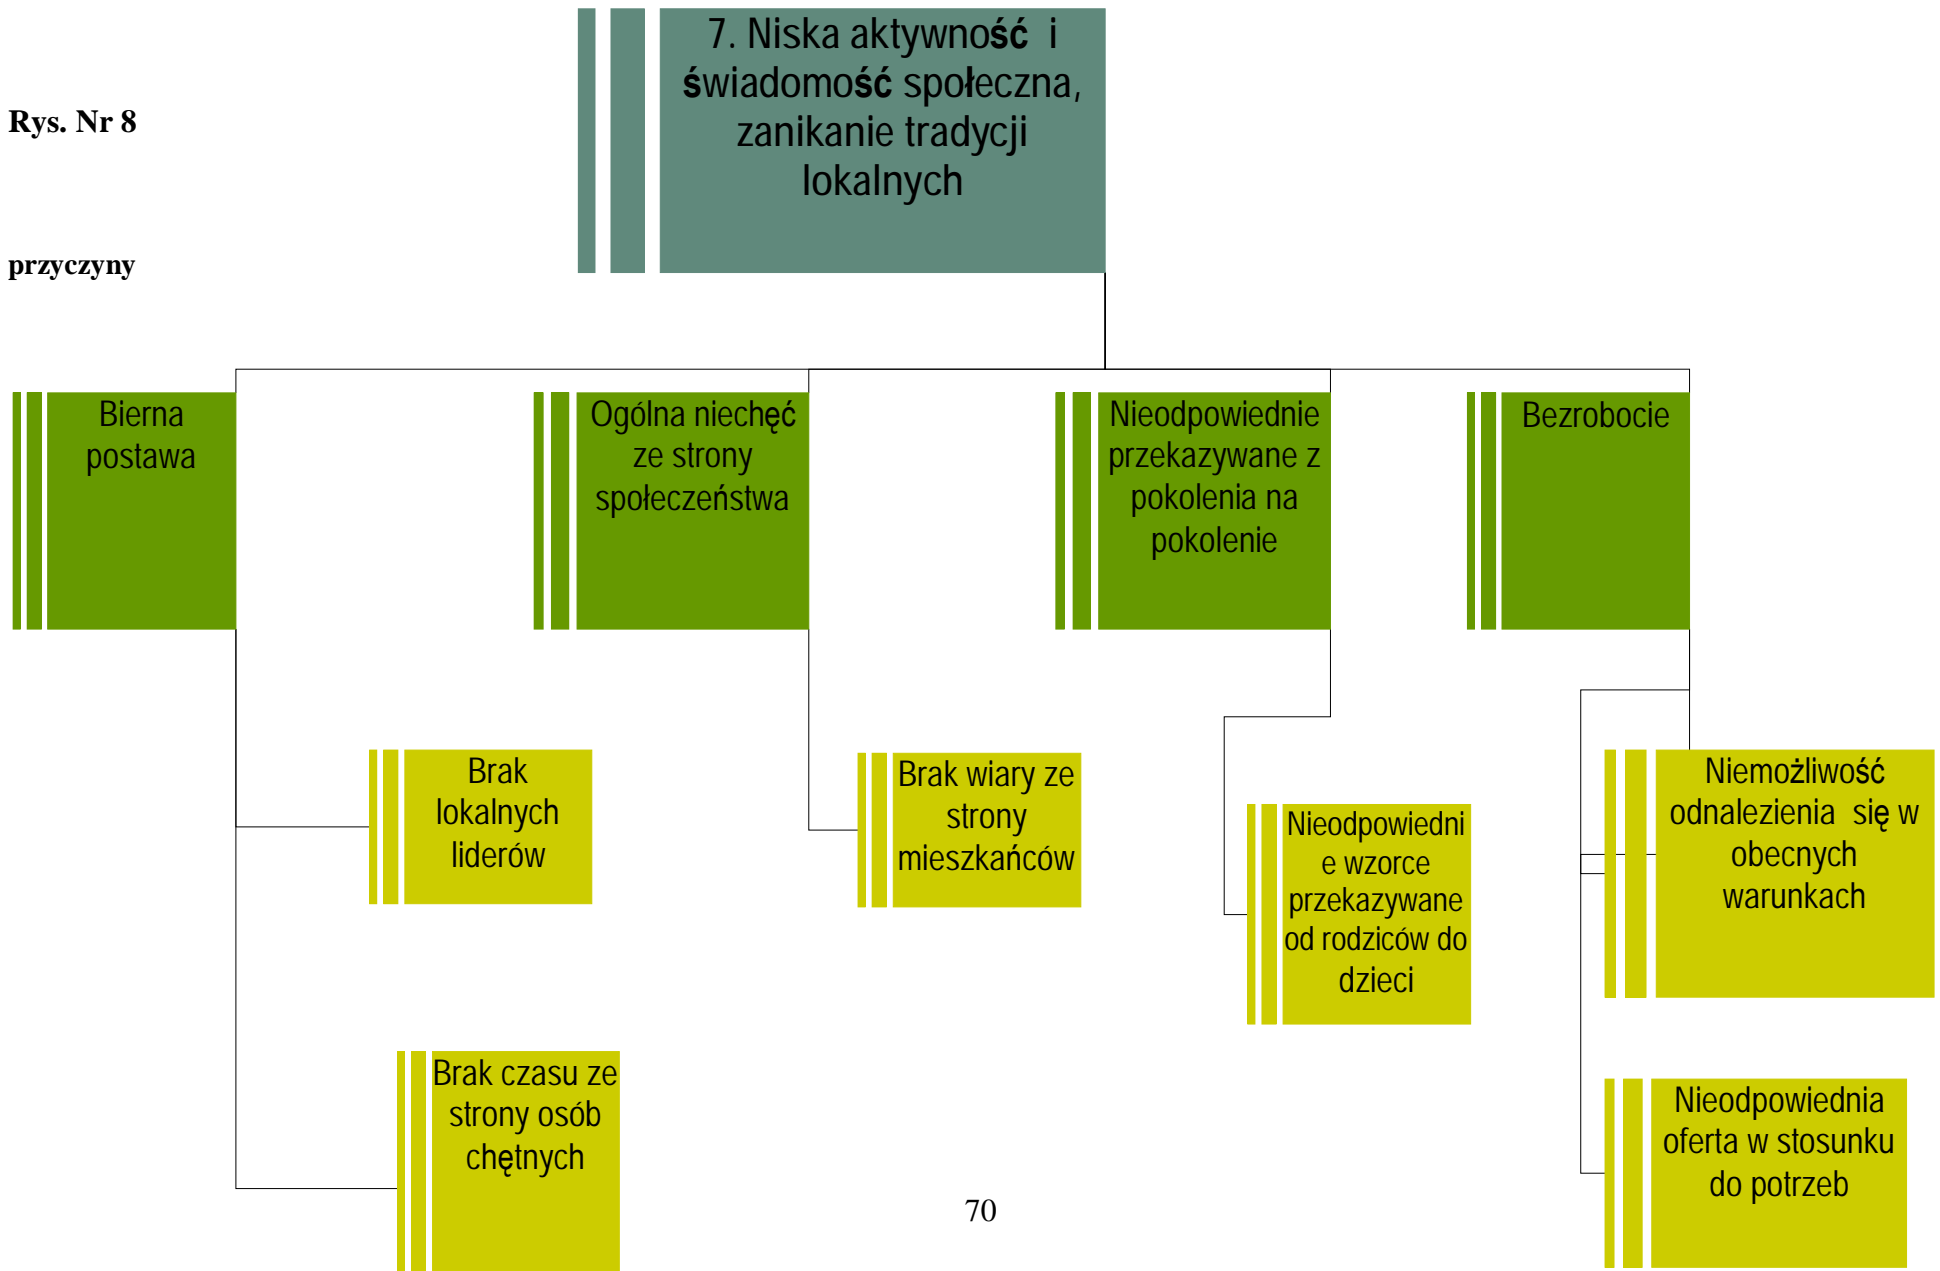 7. Niska aktywność i
świadomość społeczna,
zanikanie tradycji
lokalnych
Rys. Nr 8
przyczyny
Bierna
postawa
Ogólna niechęć
ze strony
społeczeństwa
Nieodpowiednie
przekazywane z
pokolenia na
pokolenie
Bezrobocie
Brak
lokalnych
liderów
Brak wiary ze
strony
mieszkańców
Nieodpowiedni
e wzorce
przekazywane
od rodziców do
dzieci
Niemożliwość
odnalezienia się w
obecnych
warunkach
Brak czasu ze
strony osób
chętnych
Nieodpowiednia
oferta w stosunku
do potrzeb
70